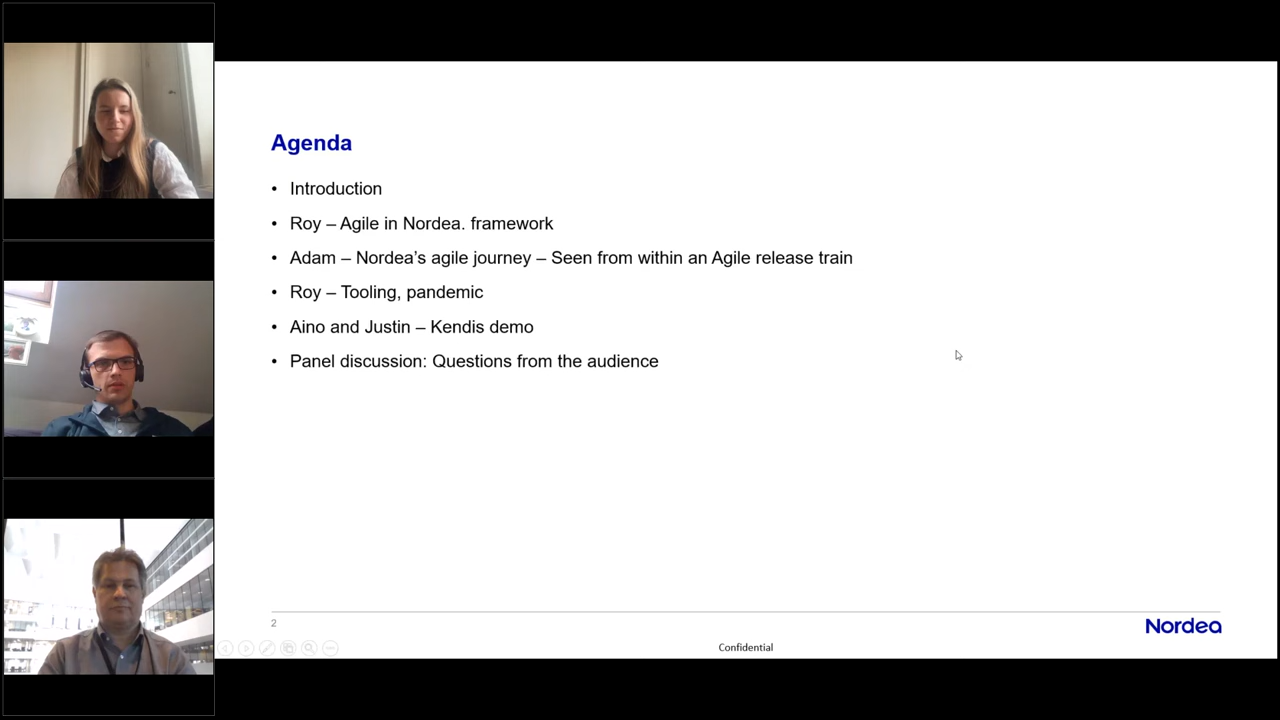 Agenda
• Introduction
• Roy – Agile in Nordea. framework
• Adam – Nordea’s agile journey – Seen from within an Agile release train
• Roy – Tooling, pandemic
• Aino and Justin – Kendis demo
• Panel discussion: Questions from the audience
2
Nordea
Confidential